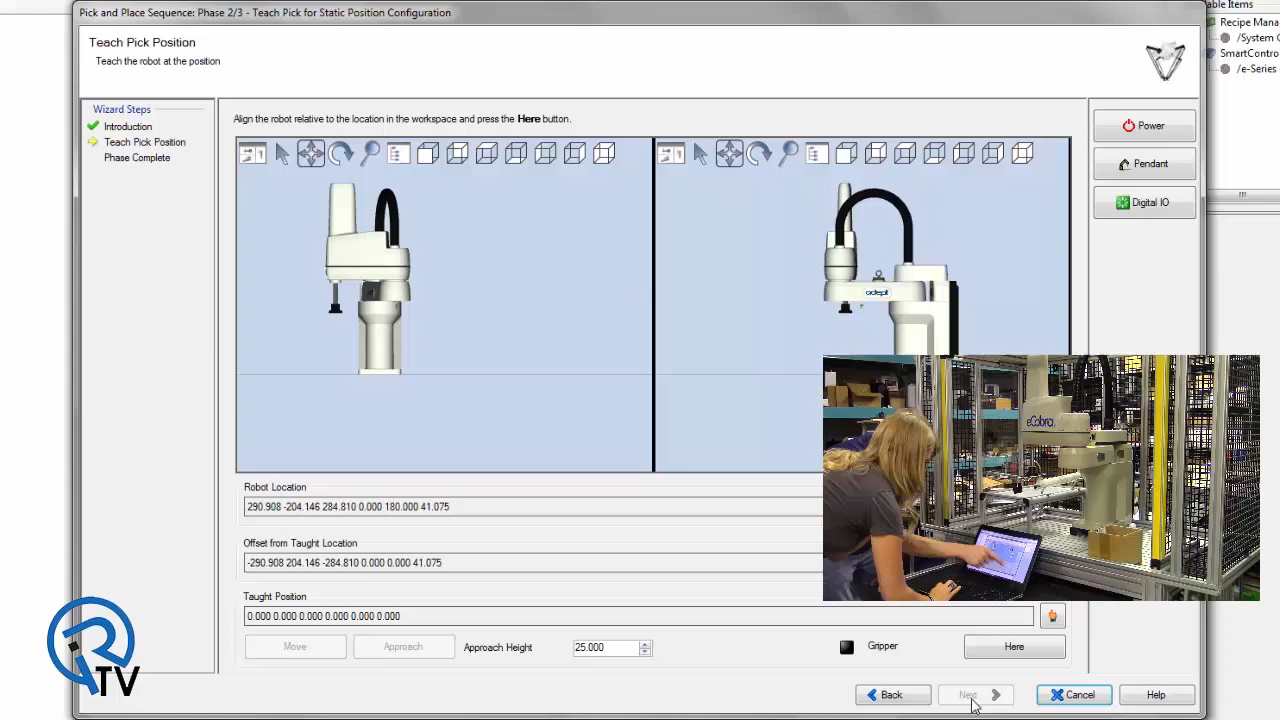 Pick and Place Sequence: Phase 2/3 - Teach Pick for Static Position Configuration
lable Items
Teach Pick Position
Teach the robot at the position
Recipe Mana
/System C
SmartContro
/e-Series
Wizard Steps
Introduction
Teach Pick Position
Phase Complete
Align the robot relative to the location in the workspace and press the Here button.
Power
Pendant
Digital IO
adept
eCobra
Robot Location
290.908 -204.146 284.810 0.000 180.000 41.075
Offset from Taught Location
-290.908 204.146 -284.810 0.000 0.000 41.075
Taught Position
0.000 0.000 0.000 0.000 0.000 0.000
Move
Approach
Approach Height
25.000
Gripper
Here
Back
Next
Cancel
Help
TV